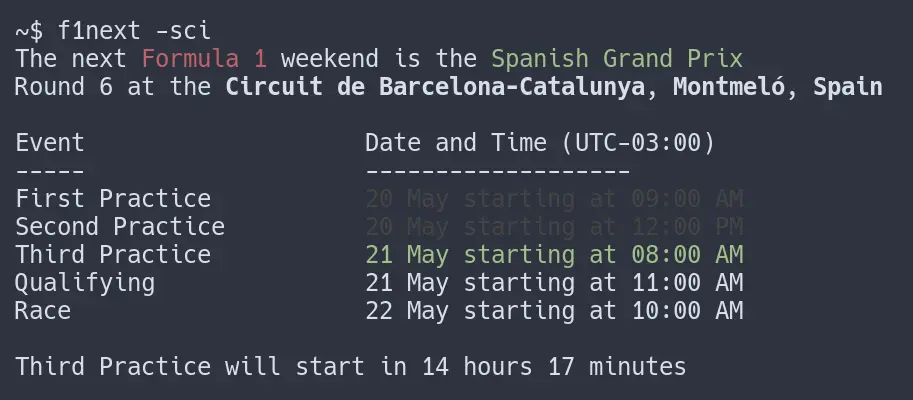 ~$ f1next -sci
The next Formula 1 weekend is the Spanish Grand Prix
Round 6 at the Circuit de Barcelona-Catalunya, Montmeló, Spain
Event Date and Time (UTC-03:00)
----- -------------------
First Practice 20 May starting at 09:00 AM
Second Practice 20 May starting at 12:00 PM
Third Practice 21 May starting at 08:00 AM
Qualifying 21 May starting at 11:00 AM
Race 22 May starting at 10:00 AM
Third Practice will start in 14 hours 17 minutes